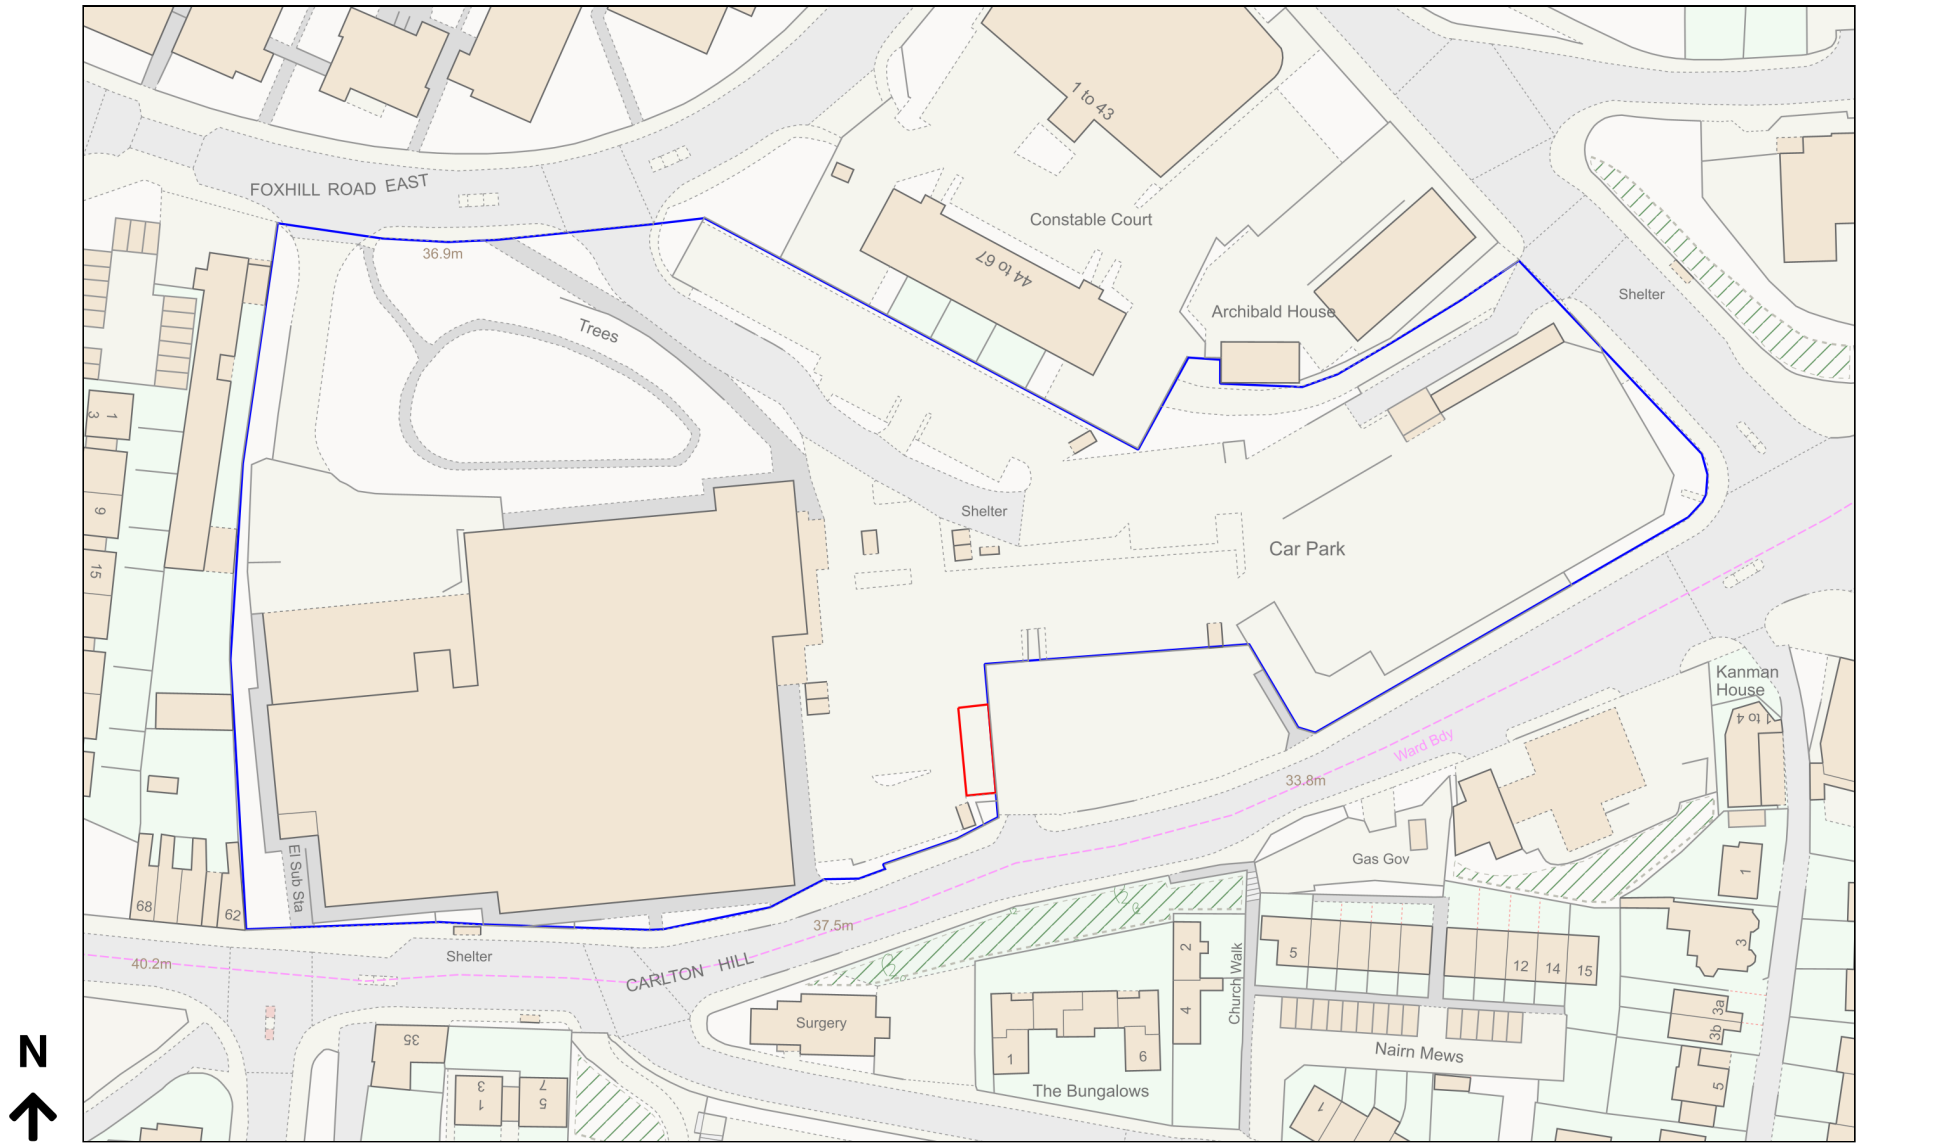 1 to 43
FOXHILL ROAD EAST
Constable Court
36.9m
44 to 67
Shelter
Archibald House
Trees
1
3
9
Shelter
Car Park
15
Kanman
House
1 to 4
Ward Bdy
33.8m
Gas Gov
El Sub Sta
1
68
62
37.5m
Shelter
40.2m
CARLTON HILL
2
5
12
14
15
3
Church Walk
4
3a
3b
Surgery
35
N
1
6
Nairn Mews
The Bungalows
3
1
7
5
5
1